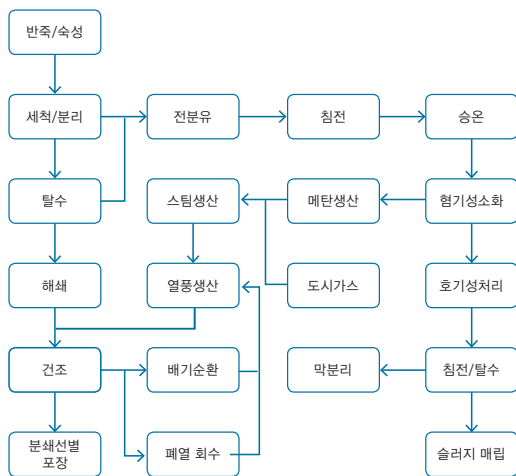 반죽/숙성
세척/분리
전분유
침전
승온
탈수
스팀생산
메탄생산
혐기성소화
해쇄
열풍생산
도시가스
호기성처리
건조
배기순환
막분리
침전/탈수
분쇄선별
포장
폐열 회수
슬러지 매립